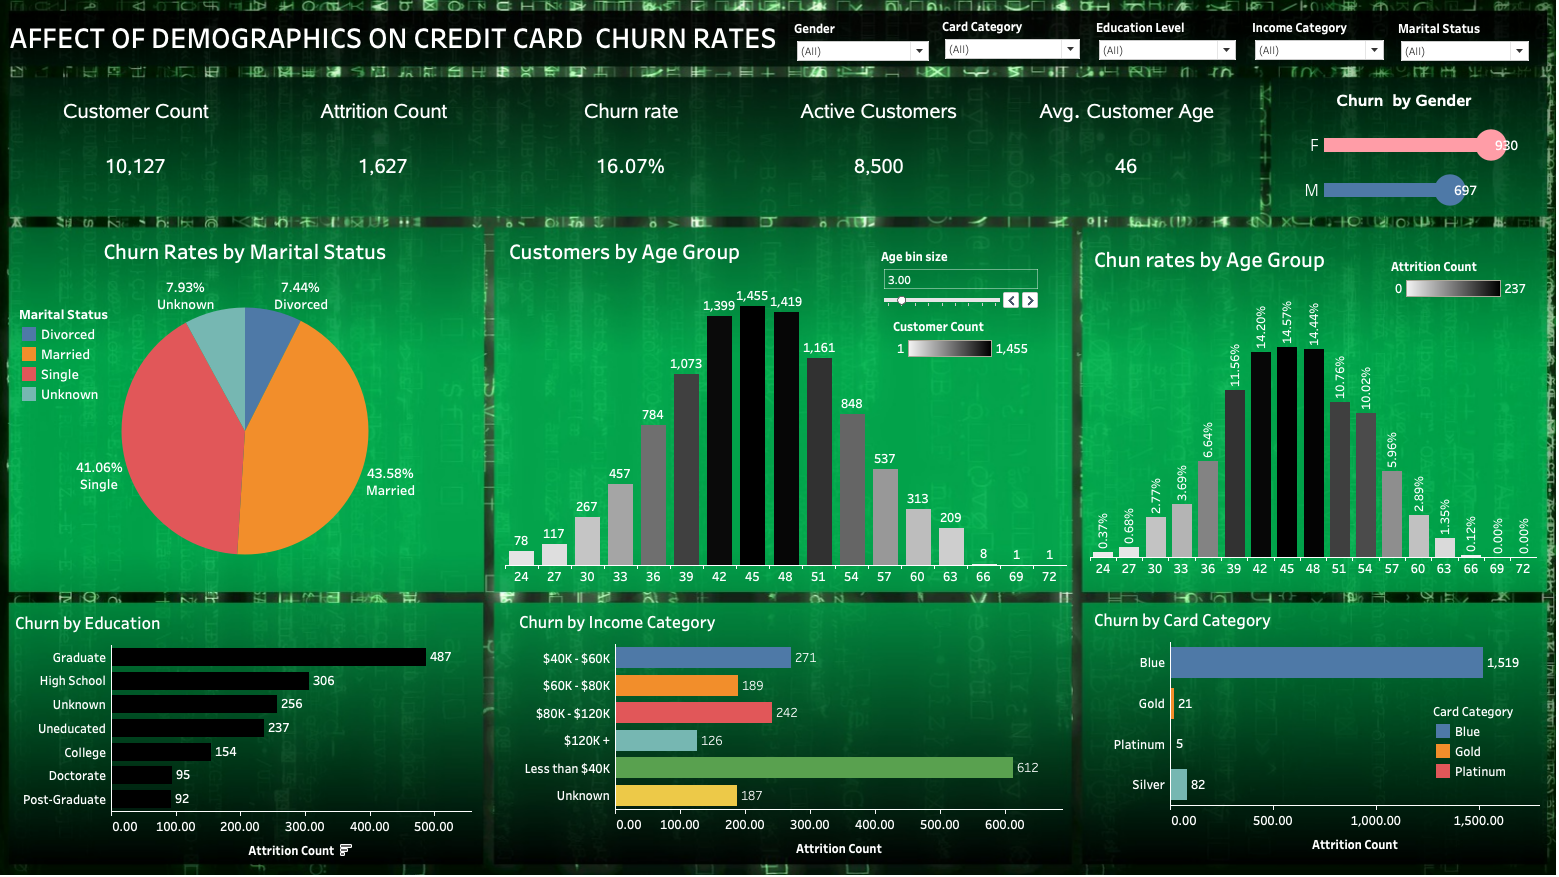 AFFECT OF DEMOGRAPHICS ON CREDIT CARD CHURN RATES
Gender
(All)
Card Category
(All)
Education Level
(All)
Income Category
(All)
Marital Status
(All)
Customer Count
10,127
Attrition Count
1,627
Churn rate
16.07%
Active Customers
8,500
Avg. Customer Age
46
Churn by Gender
F 930
M 697
Churn Rates by Marital Status
Marital Status
Divorced
Married
Single
Unknown
7.93%
Unknown
7.44%
Divorced
41.06%
Single
43.58%
Married
Customers by Age Group
Age bin size
3.00
Customer Count
1 1,455
78 117 267 457 784 1,073 1,399 1,455 1,419 1,161 848 537 313 209 8 1 1
24 27 30 33 36 39 42 45 48 51 54 57 60 63 66 69 72
Chun rates by Age Group
Attrition Count
0 237
0.37% 0.68% 2.77% 3.69% 6.64% 11.56% 14.20% 14.57% 14.44% 10.76% 10.02% 5.96% 2.89% 1.35% 0.12% 0.00% 0.00%
24 27 30 33 36 39 42 45 48 51 54 57 60 63 66 69 72
Churn by Education
Graduate 487
High School 306
Unknown 256
Uneducated 237
College 154
Doctorate 95
Post-Graduate 92
0.00 100.00 200.00 300.00 400.00 500.00
Attrition Count
Churn by Income Category
$40K - $60K 271
$60K - $80K 189
$80K - $120K 242
$120K + 126
Less than $40K 612
Unknown 187
0.00 100.00 200.00 300.00 400.00 500.00 600.00
Attrition Count
Churn by Card Category
Blue 1,519
Gold 21
Platinum 5
Silver 82
0.00 500.00 1,000.00 1,500.00
Attrition Count
Card Category
Blue
Gold
Platinum